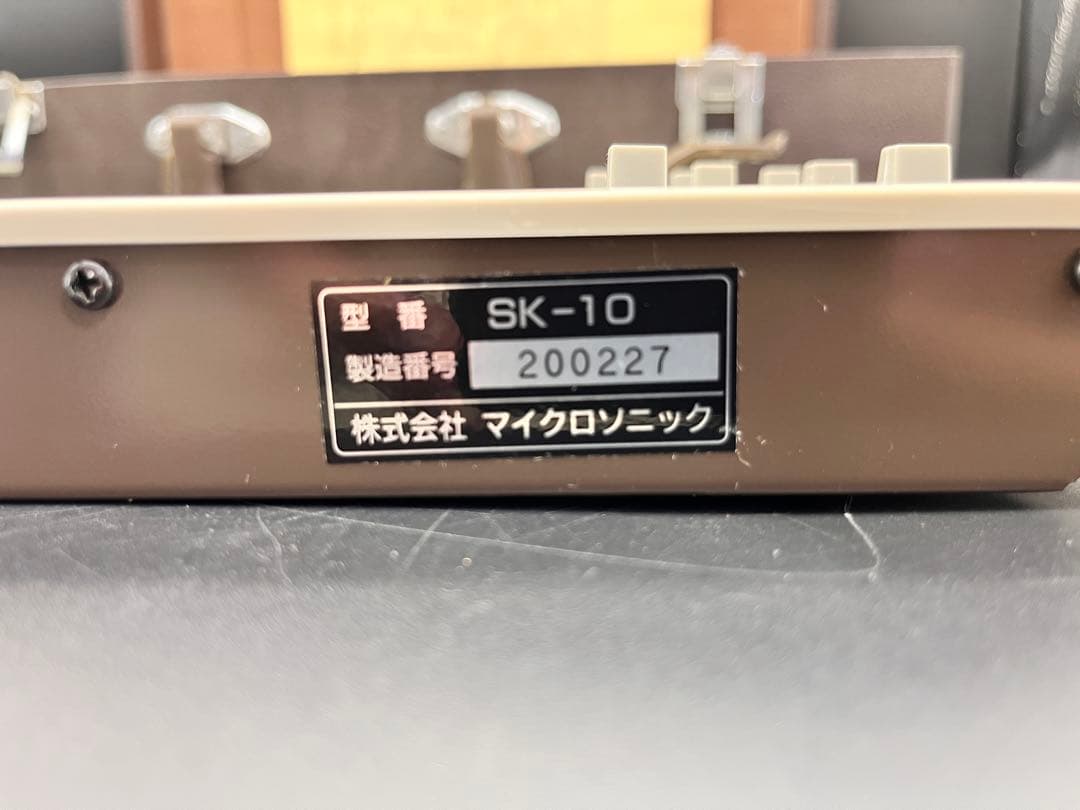 型番 SK-10
製造番号 200227
株式会社 マイクロソニック